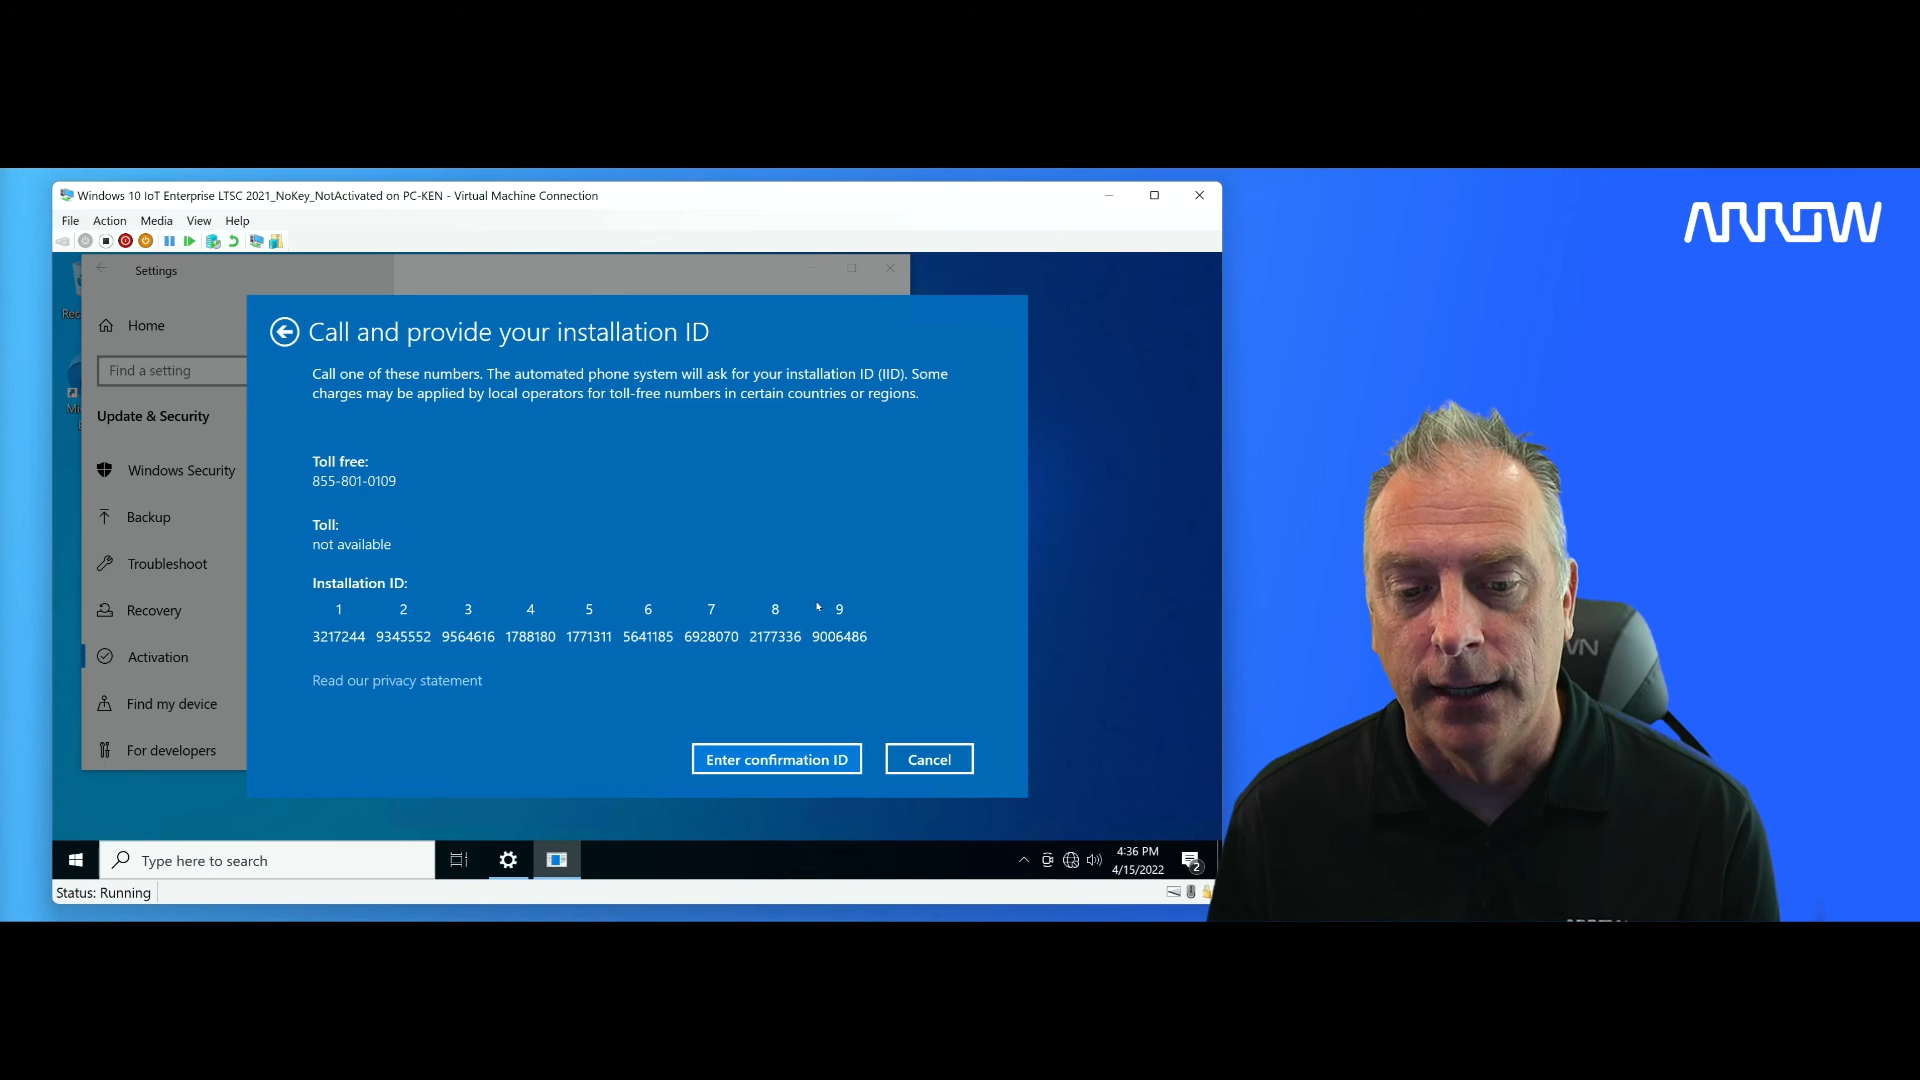 Windows 10 IoT Enterprise LTSC 2021_NoKey_NotActivated on PC-KEN - Virtual Machine Connection
File Action Media View Help
ARROW
Settings
Home
Find a setting
Update & Security
Windows Security
Backup
Troubleshoot
Recovery
Activation
Find my device
For developers
Call and provide your installation ID
Call one of these numbers. The automated phone system will ask for your installation ID (IID). Some
charges may be applied by local operators for toll-free numbers in certain countries or regions.
Toll free:
855-801-0109
Toll:
not available
Installation ID:
1 2 3 4 5 6 7 8 9
3217244 9345552 9564616 1788180 1771311 5641185 6928070 2177336 9006486
Read our privacy statement
Enter confirmation ID Cancel
Type here to search
4:36 PM
4/15/2022
2
Status: Running